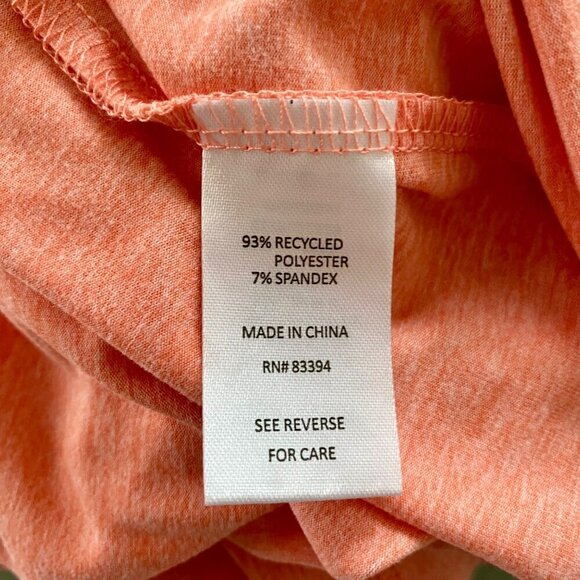 93% RECYCLED
POLYESTER
7% SPANDEX
MADE IN CHINA
RN# 83394
SEE REVERSE
FOR CARE